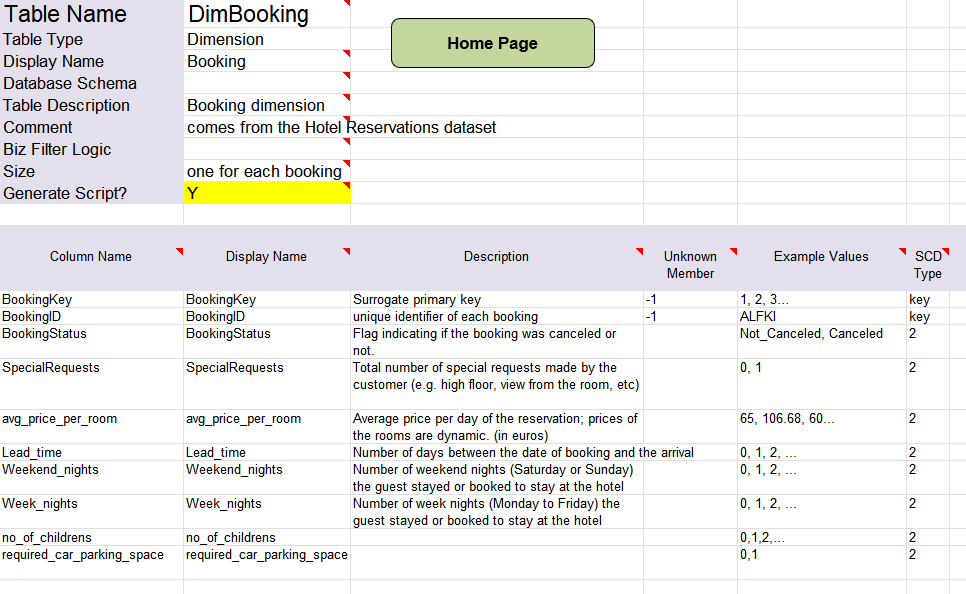 Table Name DimBooking
Table Type Dimension
Home Page
Display Name Booking
Database Schema
Table Description Booking dimension
Comment comes from the Hotel Reservations dataset
Biz Filter Logic
Size one for each booking
Generate Script? Y
Column Name Display Name Description Unknown Member Example Values SCD Type
BookingKey BookingKey Surrogate primary key -1 1, 2, 3... key
BookingID BookingID unique identifier of each booking -1 ALFKI key
BookingStatus BookingStatus Flag indicating if the booking was canceled or Not_Canceled, Canceled 2
not.
SpecialRequests SpecialRequests Total number of special requests made by the 0, 1 2
customer (e.g. high floor, view from the room, etc)
avg_price_per_room avg_price_per_room Average price per day of the reservation; prices of 65, 106.68, 60... 2
the rooms are dynamic. (in euros)
Lead_time Lead_time Number of days between the date of booking and the arrival 0, 1, 2, ... 2
Weekend_nights Weekend_nights Number of weekend nights (Saturday or Sunday) 0, 1, 2, ... 2
the guest stayed or booked to stay at the hotel
Week_nights Week_nights Number of week nights (Monday to Friday) the 0, 1, 2, ... 2
guest stayed or booked to stay at the hotel
no_of_childrens no_of_childrens 0,1,2,... 2
required_car_parking_space required_car_parking_space 0,1 2